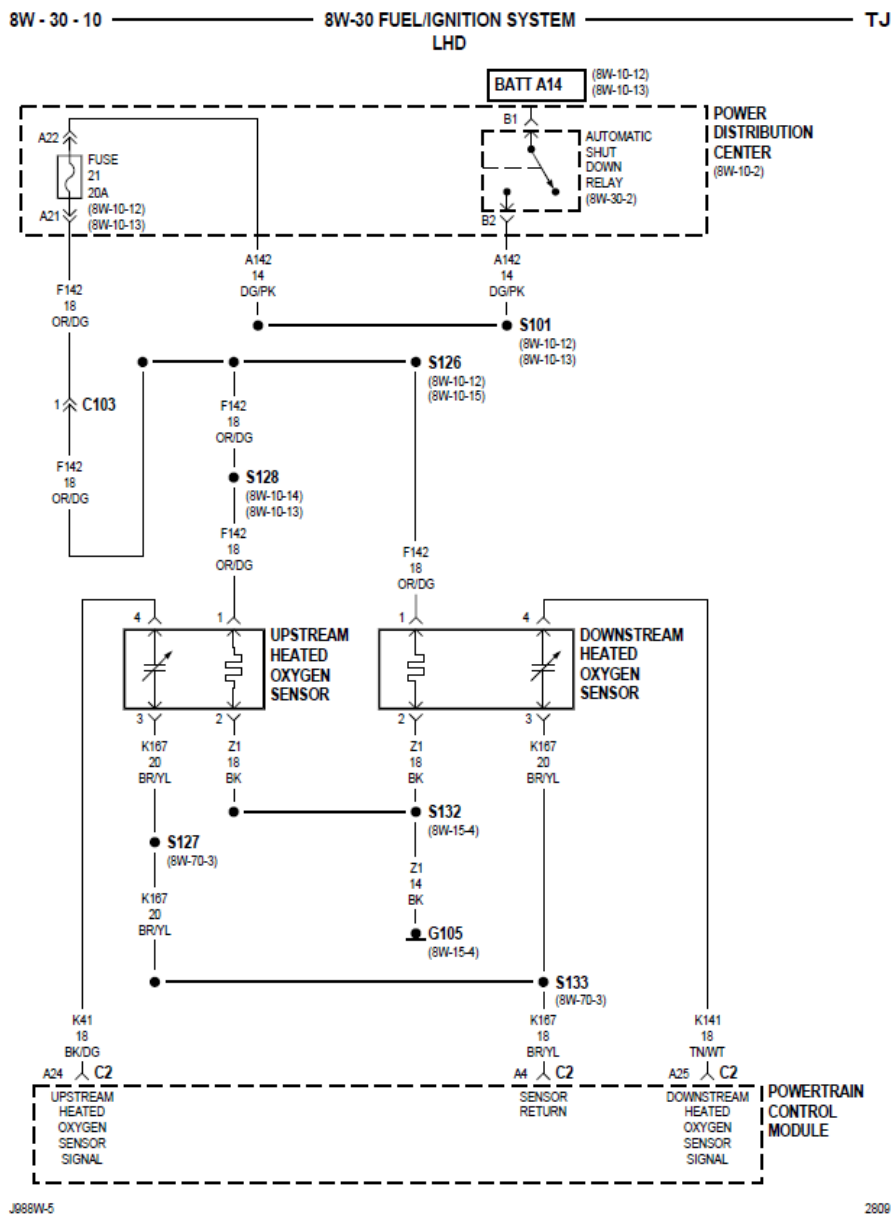 8W - 30 - 10
8W-30 FUEL/IGNITION SYSTEM
TJ
LHD
BATT A14
(8W-10-12)
(8W-10-13)
B1
POWER
DISTRIBUTION
CENTER
(8W-10-2)
AUTOMATIC
SHUT
DOWN
RELAY
(8W-30-2)
B2
A22
FUSE
21
20A
(8W-10-12)
(8W-10-13)
A21
A142
14
DG/PK
A142
14
DG/PK
F142
18
OR/DG
S101
(8W-10-12)
(8W-10-13)
S126
(8W-10-12)
(8W-10-15)
1
C103
F142
18
OR/DG
S128
(8W-10-14)
(8W-10-13)
F142
18
OR/DG
F142
18
OR/DG
F142
18
OR/DG
4
1
1
4
UPSTREAM
HEATED
OXYGEN
SENSOR
DOWNSTREAM
HEATED
OXYGEN
SENSOR
3
2
2
3
K167
20
BR/YL
Z1
18
BK
Z1
18
BK
K167
20
BR/YL
S132
(8W-15-4)
S127
(8W-70-3)
Z1
14
BK
K167
20
BR/YL
G105
(8W-15-4)
S133
(8W-70-3)
K41
18
BK/DG
K167
18
BR/YL
K141
18
TN/WT
A24
C2
A4
C2
A25
C2
UPSTREAM
HEATED
OXYGEN
SENSOR
SIGNAL
SENSOR
RETURN
DOWNSTREAM
HEATED
OXYGEN
SENSOR
SIGNAL
POWERTRAIN
CONTROL
MODULE
J988W-5
2809